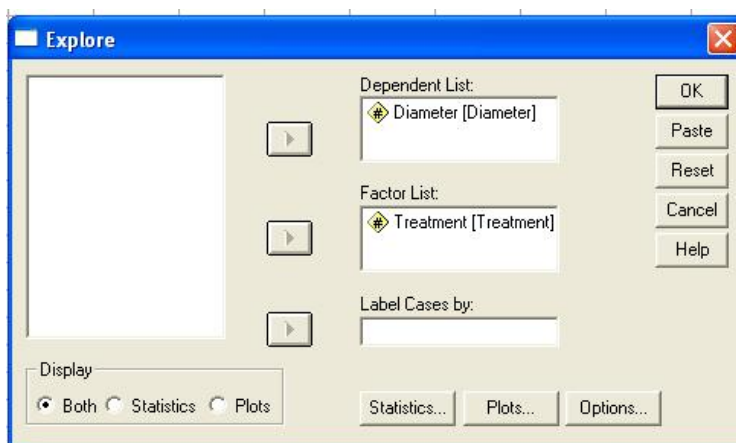 Explore
Dependent List:
# Diameter [Diameter]
Factor List:
# Treatment [Treatment]
Label Cases by:
Display
Both Statistics Plots
Statistics... Plots... Options...
OK
Paste
Reset
Cancel
Help